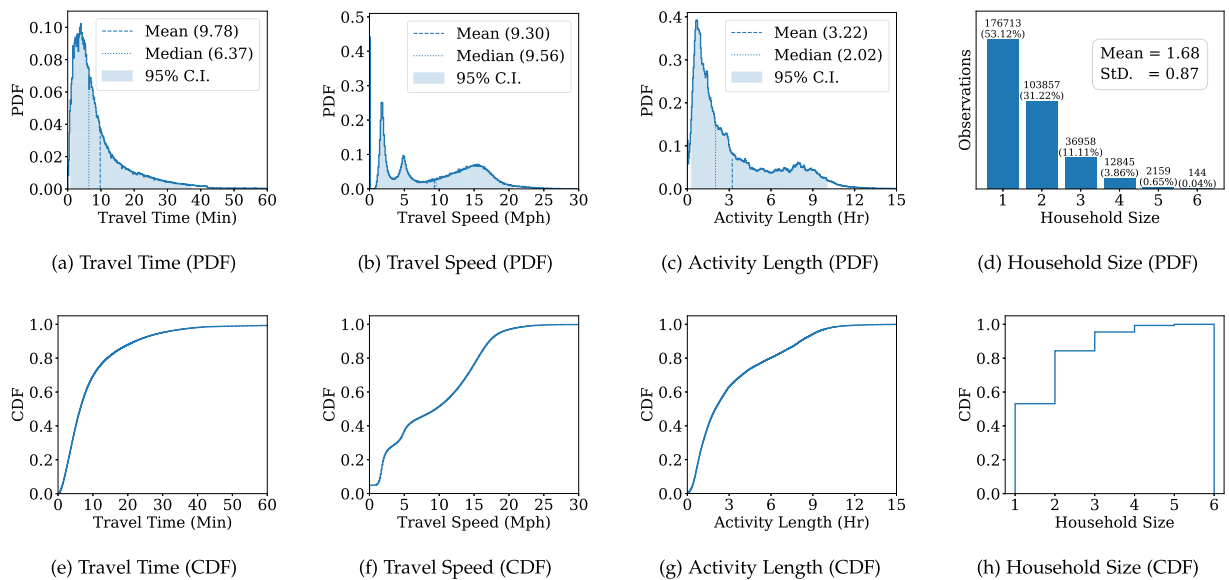 0.10
0.08
0.06
0.04
0.02
0.00
PDF
Mean (9.78)
Median (6.37)
95% C.I.
0 10 20 30 40 50 60
Travel Time (Min)
(a) Travel Time (PDF)
0.5
0.4
0.3
0.2
0.1
0.0
PDF
Mean (9.30)
Median (9.56)
95% C.I.
0 5 10 15 20 25 30
Travel Speed (Mph)
(b) Travel Speed (PDF)
0.4
0.3
0.2
0.1
0.0
PDF
Mean (3.22)
Median (2.02)
95% C.I.
0 3 6 9 12 15
Activity Length (Hr)
(c) Activity Length (PDF)
Observations
176713
(53.12%)
103857
(31.22%)
36958
(11.11%)
12845
(3.86%)
2159
(0.65%)
144
(0.04%)
Mean = 1.68
StD. = 0.87
1 2 3 4 5 6
Household Size
(d) Household Size (PDF)
1.0
0.8
0.6
0.4
0.2
0.0
CDF
0 10 20 30 40 50 60
Travel Time (Min)
(e) Travel Time (CDF)
1.0
0.8
0.6
0.4
0.2
0.0
CDF
0 5 10 15 20 25 30
Travel Speed (Mph)
(f) Travel Speed (CDF)
1.0
0.8
0.6
0.4
0.2
0.0
CDF
0 3 6 9 12 15
Activity Length (Hr)
(g) Activity Length (CDF)
1.0
0.8
0.6
0.4
0.2
0.0
CDF
1 2 3 4 5 6
Household Size
(h) Household Size (CDF)